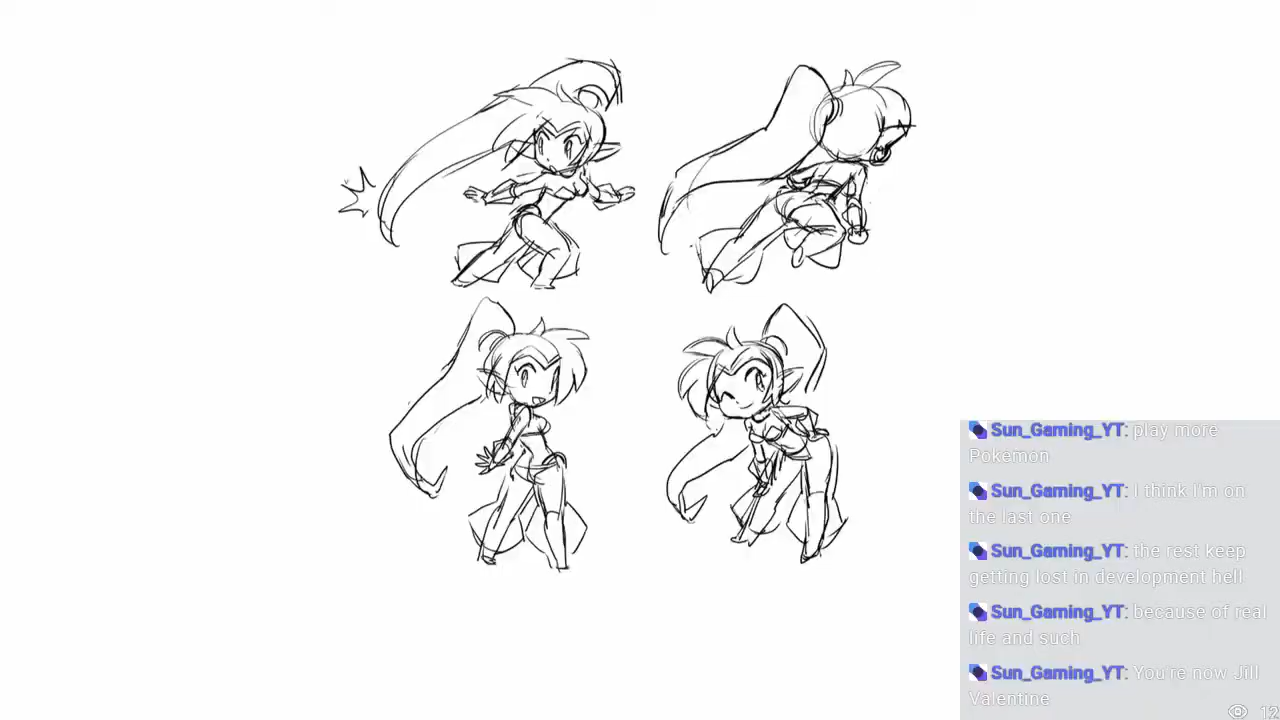 Sun_Gaming_YT: play more
Pokemon
Sun_Gaming_YT: I think I'm on
the last one
Sun_Gaming_YT: the rest keep
getting lost in development hell
Sun_Gaming_YT: because of real
life and such
Sun_Gaming_YT: You're now Jill
Valentine
12